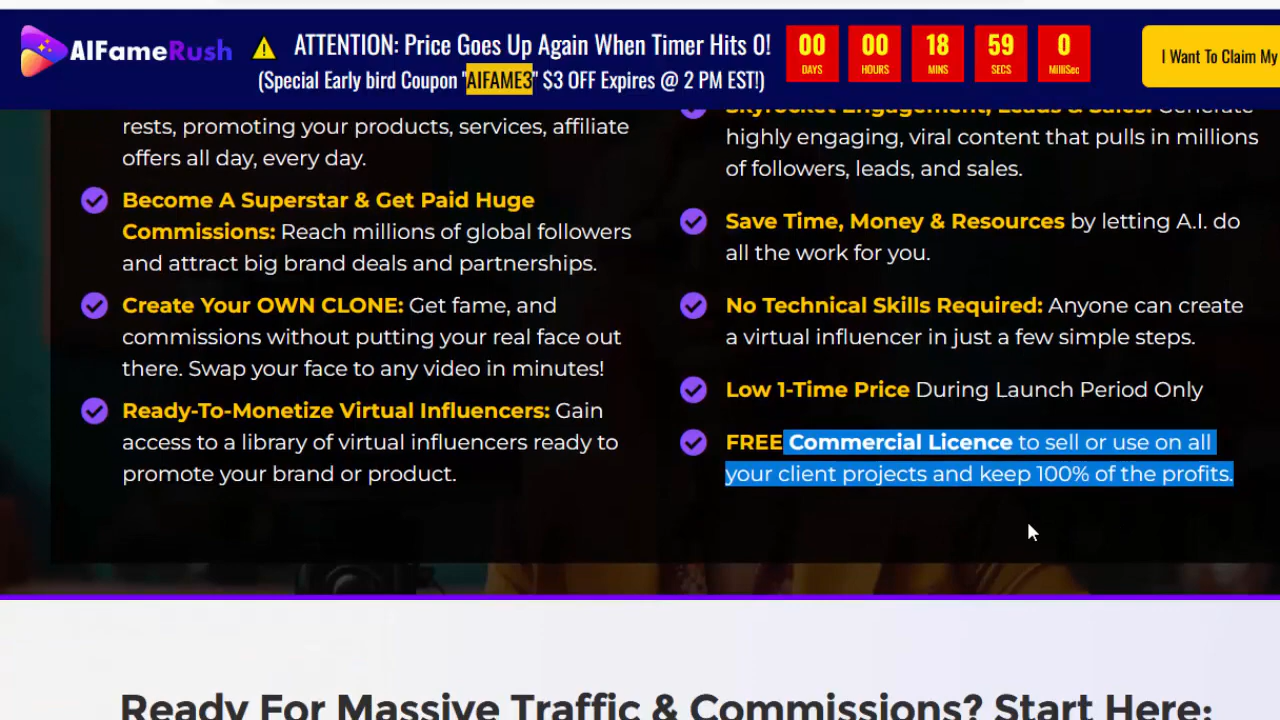 AIFameRush
ATTENTION: Price Goes Up Again When Timer Hits 0!
(Special Early bird Coupon "AIFAME3" $3 OFF Expires @ 2 PM EST!)
00 00 18 59 0
DAYS HOURS MINS SECS MilliSec
I Want To Claim My
rests, promoting your products, services, affiliate
offers all day, every day.
Become A Superstar & Get Paid Huge
Commissions: Reach millions of global followers
and attract big brand deals and partnerships.
Create Your OWN CLONE: Get fame, and
commissions without putting your real face out
there. Swap your face to any video in minutes!
Ready-To-Monetize Virtual Influencers: Gain
access to a library of virtual influencers ready to
promote your brand or product.
Skyrocket Engagement, Leads & Sales: Generate
highly engaging, viral content that pulls in millions
of followers, leads, and sales.
Save Time, Money & Resources by letting A.I. do
all the work for you.
No Technical Skills Required: Anyone can create
a virtual influencer in just a few simple steps.
Low 1-Time Price During Launch Period Only
FREE Commercial Licence to sell or use on all
your client projects and keep 100% of the profits.
Ready For Massive Traffic & Commissions? Start Here: